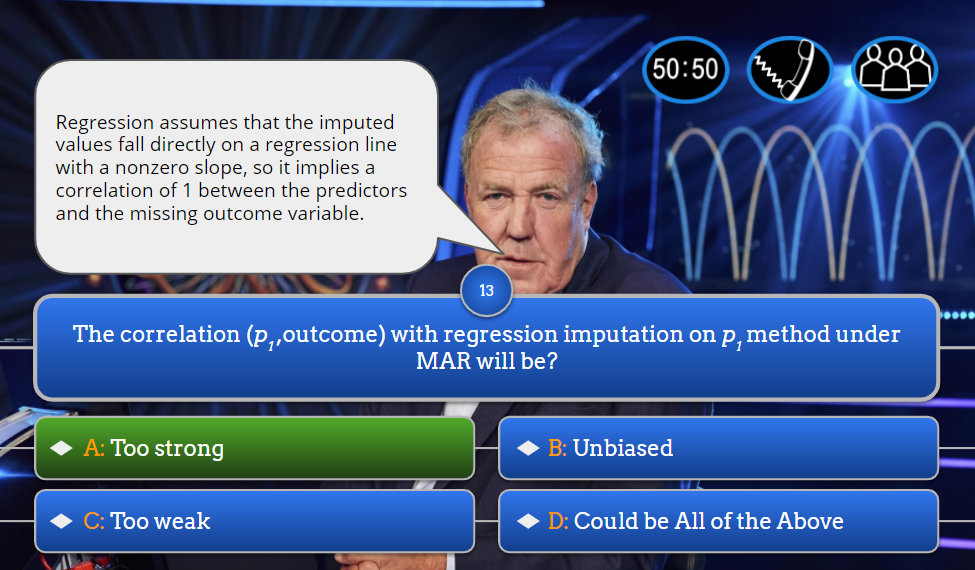 50:50
Regression assumes that the imputed
values fall directly on a regression line
with a nonzero slope, so it implies a
correlation of 1 between the predictors
and the missing outcome variable.
13
The correlation (p₁,outcome) with regression imputation on p₁ method under
MAR will be?
A: Too strong
B: Unbiased
C: Too weak
D: Could be All of the Above